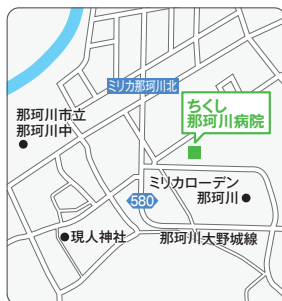 ミリカ那珂川北
ちくし
那珂川病院
那珂川市立
那珂川中
ミリカローデン
那珂川
580
現人神社
那珂川大野城線